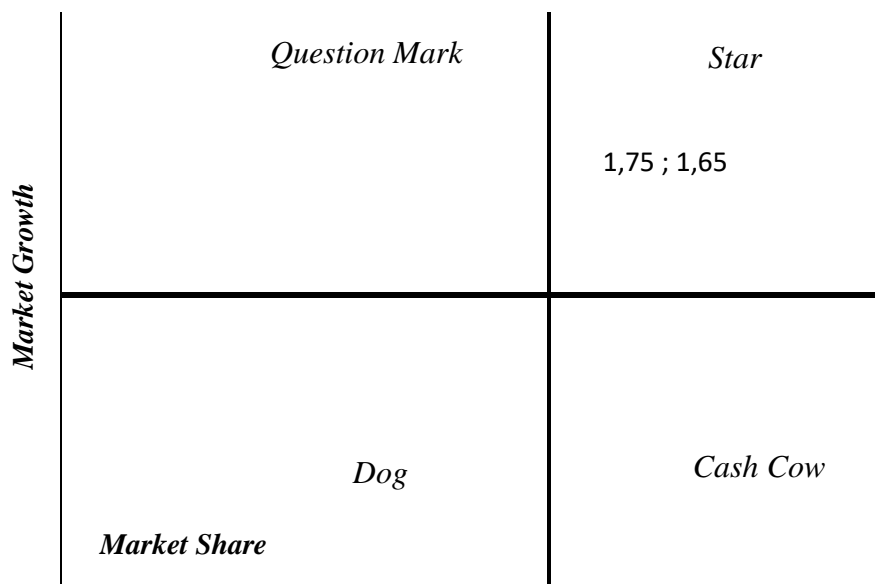 Question Mark
Star
1,75 ; 1,65
Market Growth
Dog
Cash Cow
Market Share